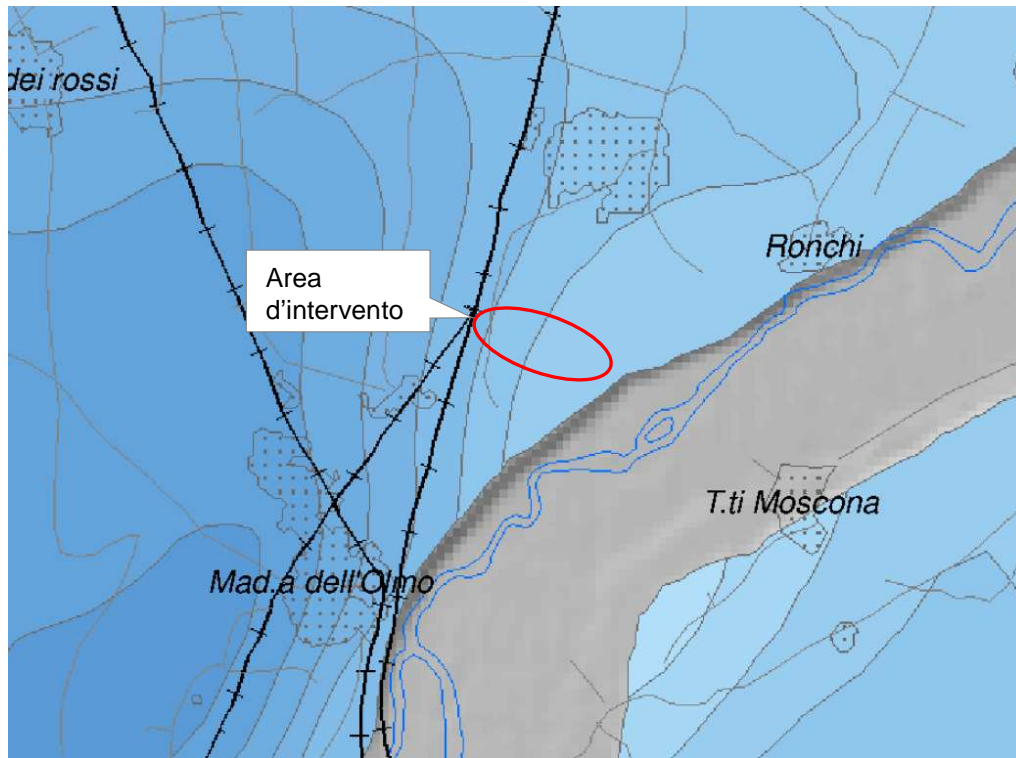 dei rossi
Ronchi
Area
d'intervento
T.ti Moscona
Mad.a dell'Olmo